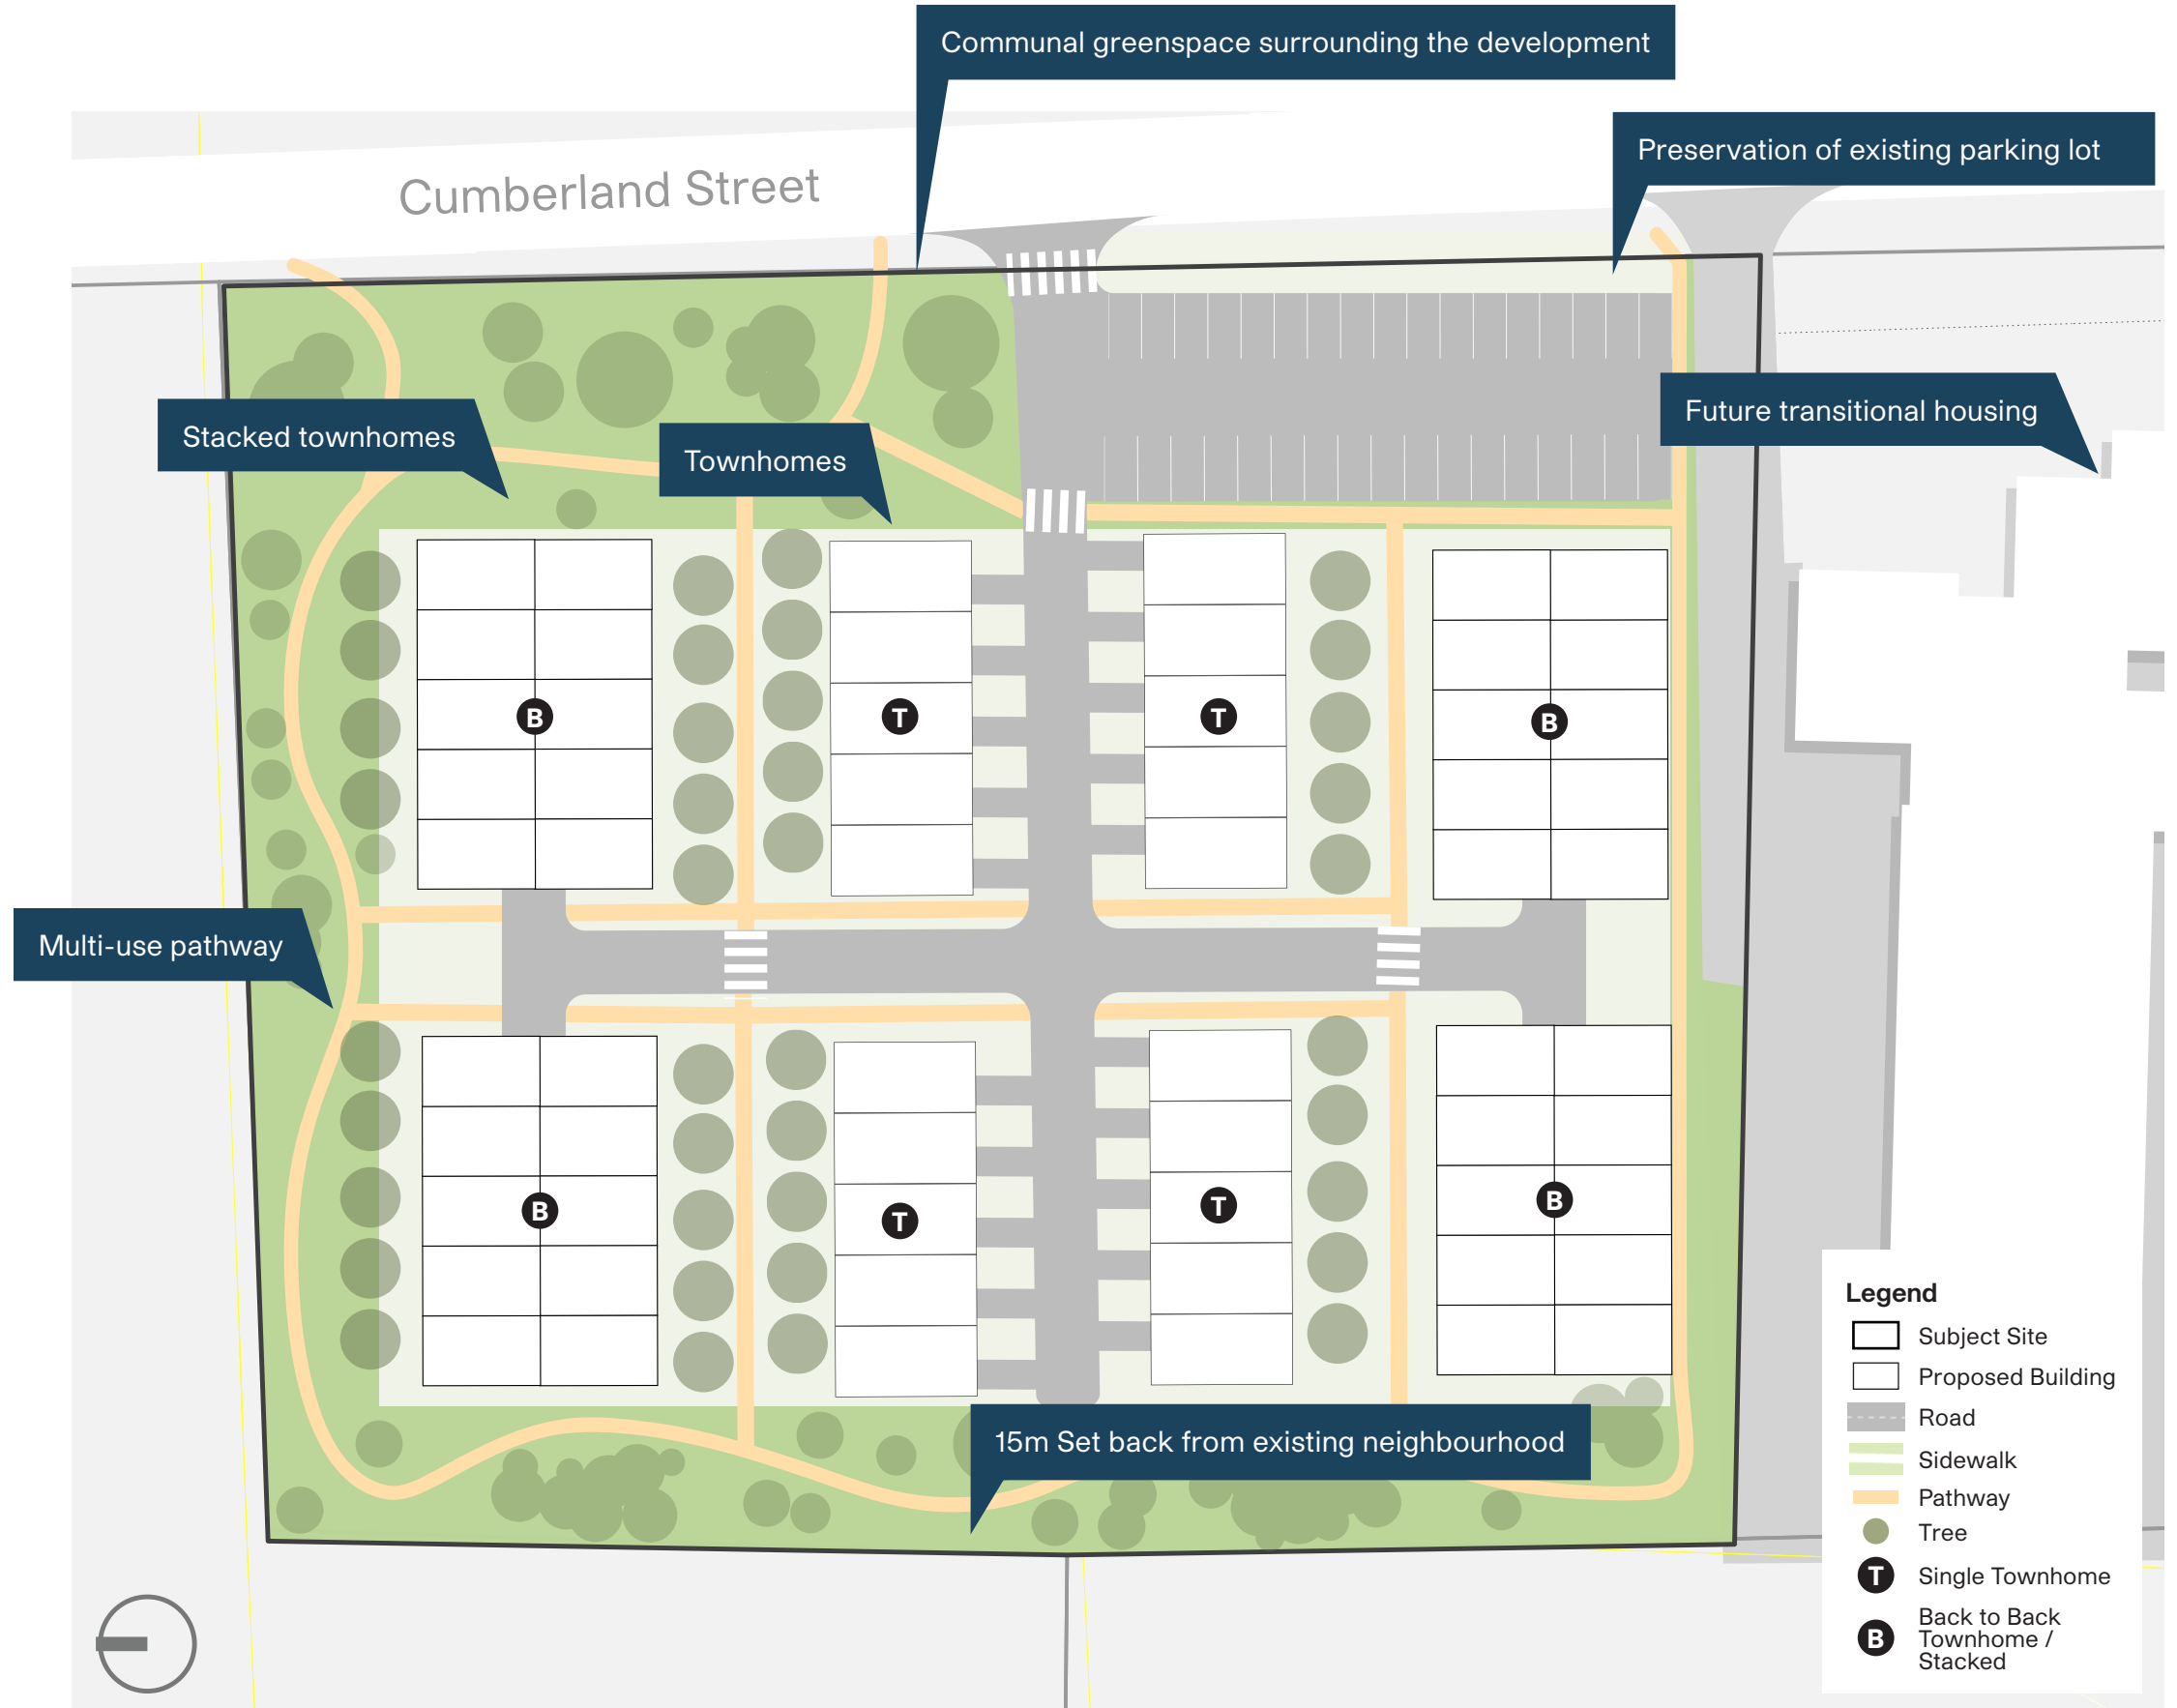 Communal greenspace surrounding the development
Preservation of existing parking lot
Cumberland Street
Future transitional housing
Stacked townhomes
Townhomes
B
T
T
B
Multi-use pathway
B
T
T
B
15m Set back from existing neighbourhood
Legend
Subject Site
Proposed Building
Road
Sidewalk
Pathway
Tree
T Single Townhome
B Back to Back
Townhome /
Stacked